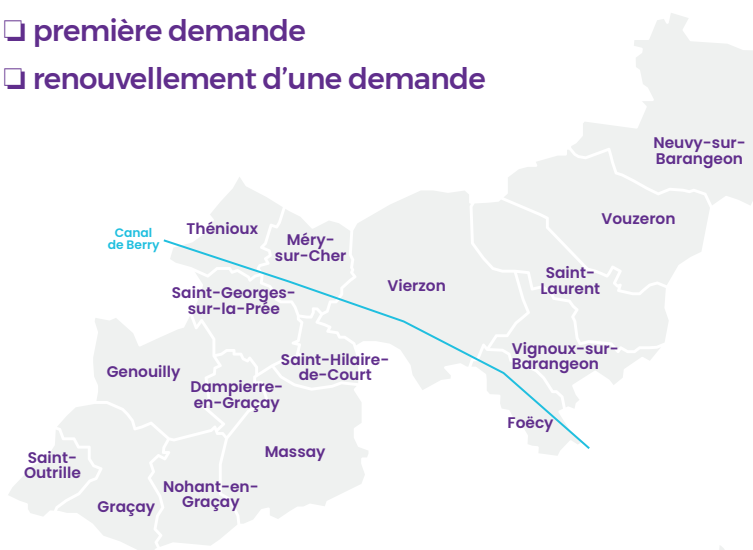 ❏ première demande
❏ renouvellement d’une demande
Neuvy-sur-
Barangeon
Vouzeron
Thénioux
Canal
de Berry
Méry-
sur-Cher
Saint-
Laurent
Vierzon
Saint-Georges-
sur-la-Prée
Vignoux-sur-
Barangeon
Saint-Hilaire-
de-Court
Genouilly
Dampierre-
en-Graçay
Foëcy
Massay
Saint-
Outrille
Nohant-en-
Graçay
Graçay